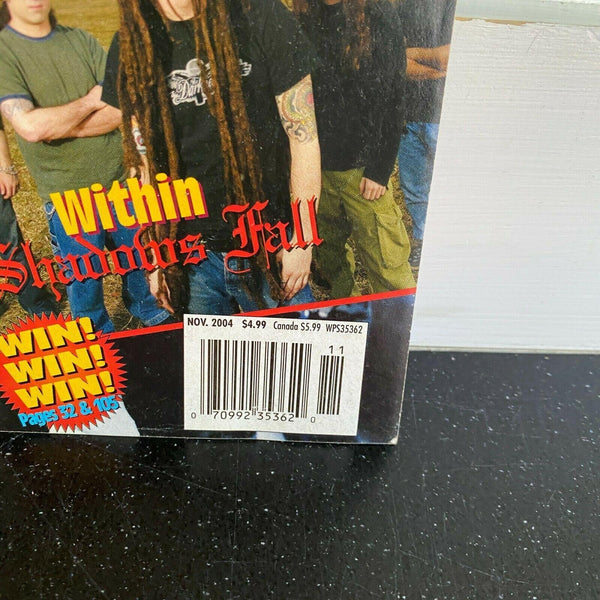 Within
Shadows Fall
WIN!
WIN!
WIN!
Pages 32 & 105
NOV. 2004 $4.99 Canada $5.99 WPS35362
11
0 70992 35362 0